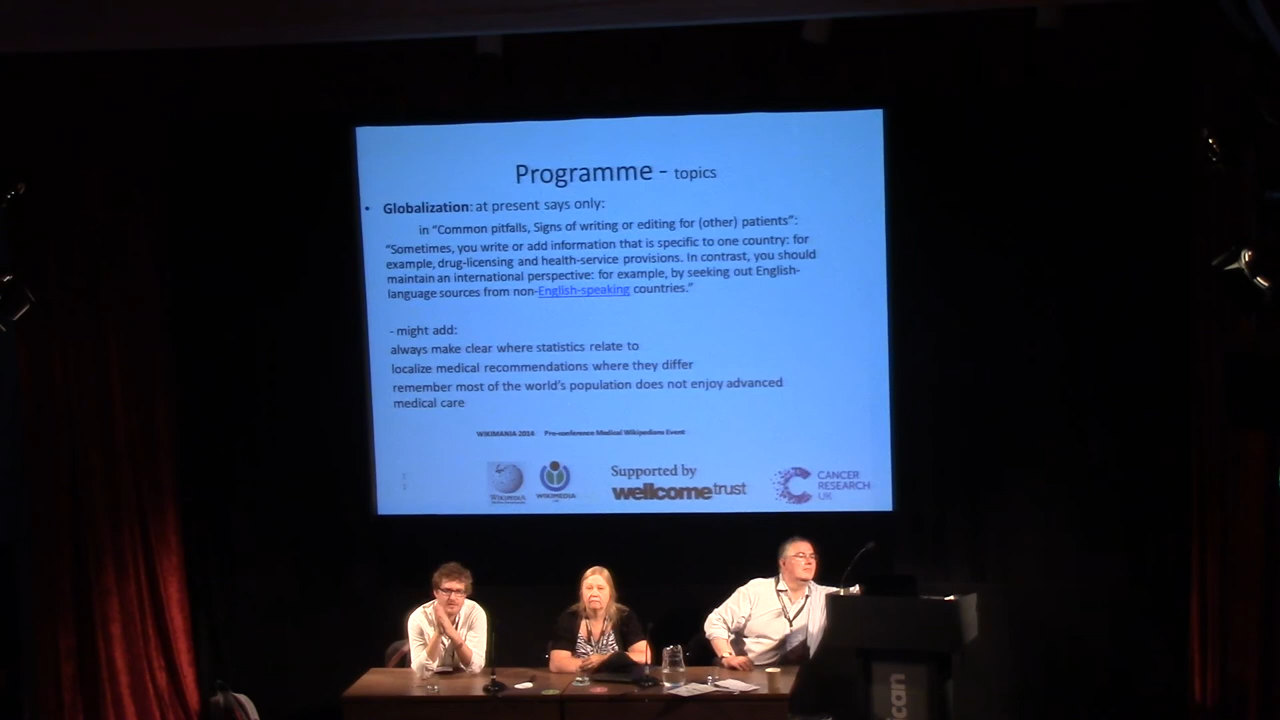 Programme - topics
• Globalization: at present says only:
in "Common pitfalls, Signs of writing or editing for (other) patients":
"Sometimes, you write or add information that is specific to one country: for
example, drug-licensing and health-service provisions. In contrast, you should
maintain an international perspective: for example, by seeking out English-
language sources from non-English-speaking countries."
- might add:
always make clear where statistics relate to
localize medical recommendations where they differ
remember most of the world's population does not enjoy advanced
medical care
WIKIMANIA 2014 Pre-conference Medical Wikipedians Event
WIKIPEDIA
WIKIMEDIA
Supported by
wellcometrust
CANCER
RESEARCH
UK
ican